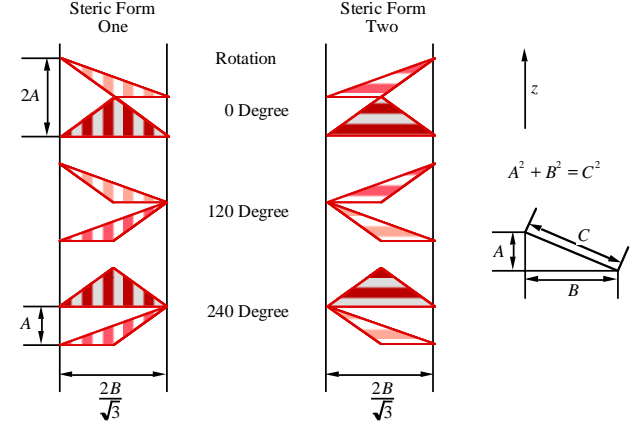 Steric Form
One
Steric Form
Two
Rotation
2A
0 Degree
z
A² + B² = C²
120 Degree
A
C
B
240 Degree
A
2B
√3
2B
√3